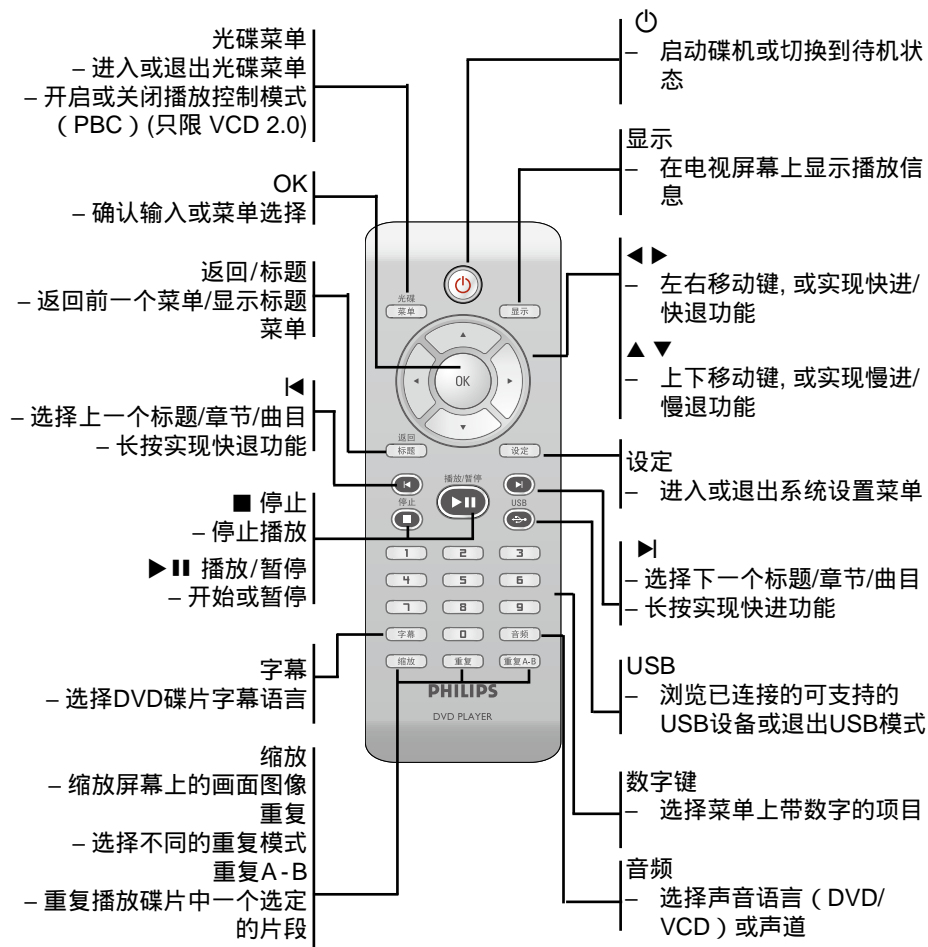 光碟菜单
– 进入或退出光碟菜单
– 开启或关闭播放控制模式
（PBC）(只限 VCD 2.0)
OK
– 确认输入或菜单选择
返回/标题
– 返回前一个菜单/显示标题
菜单
– 选择上一个标题/章节/曲目
– 长按实现快退功能
■ 停止
– 停止播放
▶II 播放/暂停
– 开始或暂停
字幕
– 选择DVD碟片字幕语言
缩放
– 缩放屏幕上的画面图像
重复
– 选择不同的重复模式
重复A-B
– 重复播放碟片中一个选定
的片段
光碟
菜单
显示
OK
返回
标题
设定
播放/暂停
停止
USB
1 2 3
4 5 6
7 8 9
字幕 0 音频
缩放 重复 重复A-B
PHILIPS
DVD PLAYER
– 启动碟机或切换到待机状
态
显示
– 在电视屏幕上显示播放信
息
◀ ▶
– 左右移动键, 或实现快进/
快退功能
▲ ▼
– 上下移动键, 或实现慢进/
慢退功能
设定
– 进入或退出系统设置菜单
– 选择下一个标题/章节/曲目
– 长按实现快进功能
USB
– 浏览已连接的可支持的
USB设备或退出USB模式
数字键
– 选择菜单上带数字的项目
音频
– 选择声音语言（DVD/
VCD）或声道